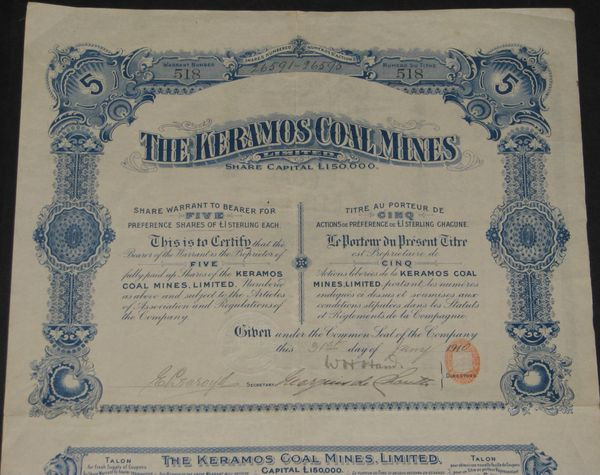 5
WARRANT NUMBER
518
SHARES NUMBERED
NUMÉROS D'ACTIONS
26591-26595
NUMÉRO DU TITRE
518
5
THE KERAMOS COAL MINES
LIMITED
SHARE CAPITAL £150,000.
SHARE WARRANT TO BEARER FOR
FIVE
PREFERENCE SHARES OF £1 STERLING EACH.
This is to Certify that the
Bearer of the Warrant is the Proprietor of
FIVE
fully paid up Shares of the KERAMOS
COAL MINES, LIMITED. Numbered
as above and subject to the Articles
of Association and Regulations of
the Company.
TITRE AU PORTEUR DE
CINQ
ACTIONS DE PRÉFÉRENCE DE £1 STERLING CHACUNE.
Le Porteur du Présent Titre
est Propriétaire de
CINQ
Actions libérées de la KERAMOS COAL
MINES, LIMITED, portant les numéros
indiqués ci dessus et soumises aux
conditions stipulées dans les Statuts
et Règlements de la Compagnie.
Given under the Common Seal of the Company
this 31st day of 1910
SECRETARY
DIRECTORS
TALON
THE KERAMOS COAL MINES, LIMITED.
CAPITAL £150,000.
TALON